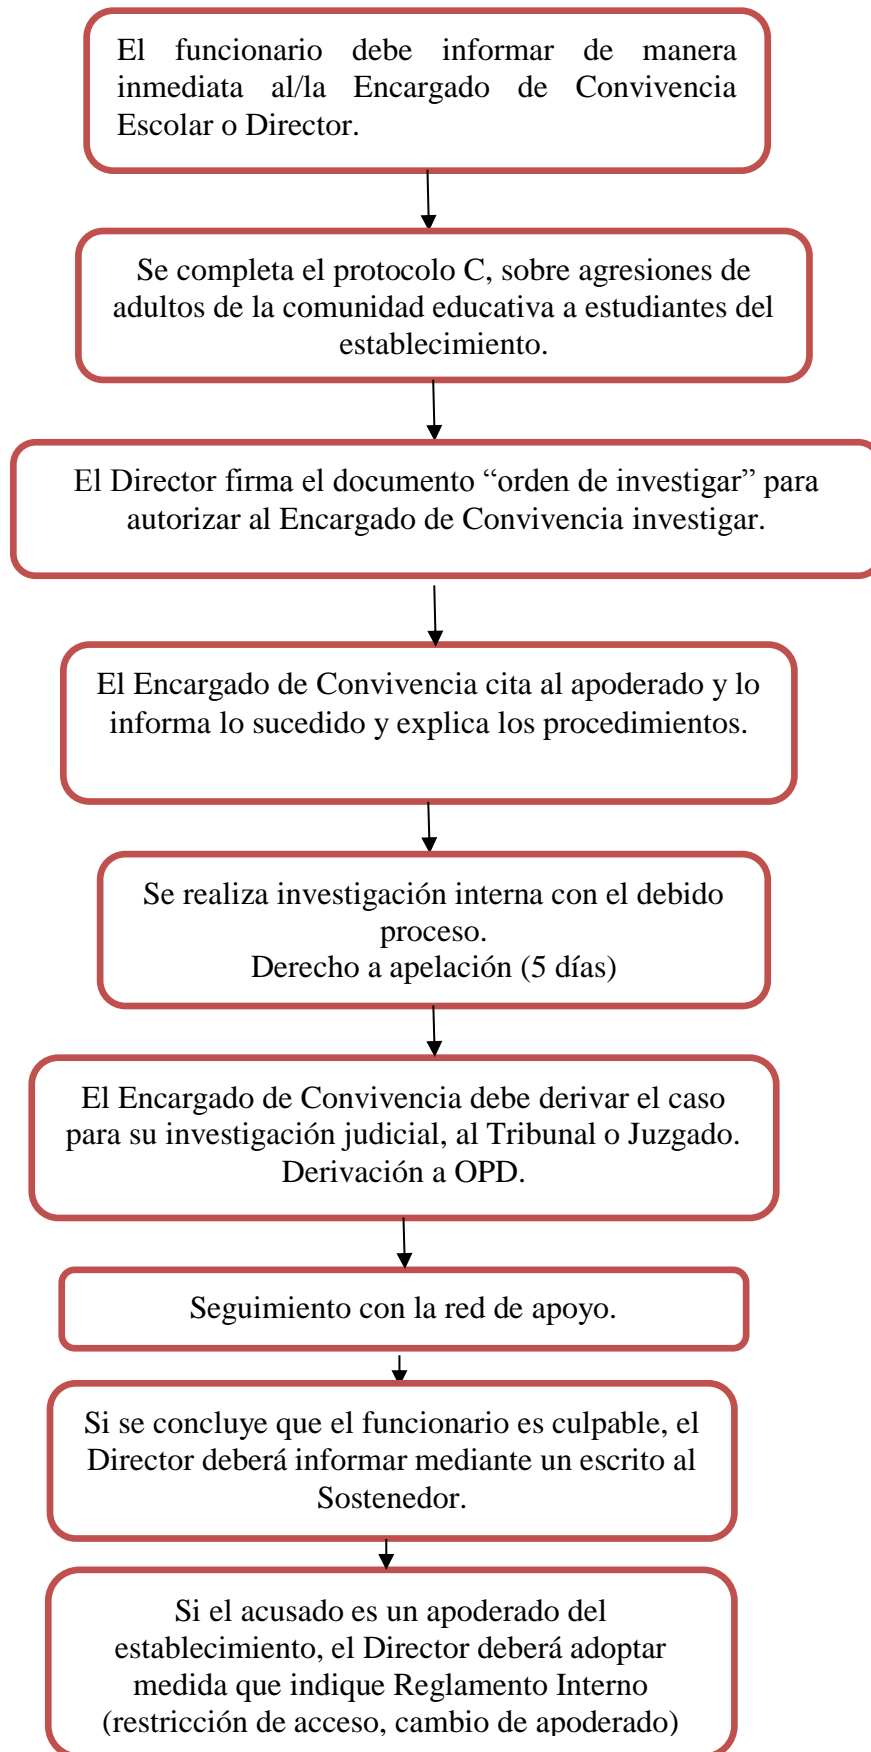 El funcionario debe informar de manera
inmediata al/la Encargado de Convivencia
Escolar o Director.
Se completa el protocolo C, sobre agresiones de
adultos de la comunidad educativa a estudiantes del
establecimiento.
El Director firma el documento “orden de investigar” para
autorizar al Encargado de Convivencia investigar.
El Encargado de Convivencia cita al apoderado y lo
informa lo sucedido y explica los procedimientos.
Se realiza investigación interna con el debido
proceso.
Derecho a apelación (5 días)
El Encargado de Convivencia debe derivar el caso
para su investigación judicial, al Tribunal o Juzgado.
Derivación a OPD.
Seguimiento con la red de apoyo.
Si se concluye que el funcionario es culpable, el
Director deberá informar mediante un escrito al
Sostenedor.
Si el acusado es un apoderado del
establecimiento, el Director deberá adoptar
medida que indique Reglamento Interno
(restricción de acceso, cambio de apoderado)